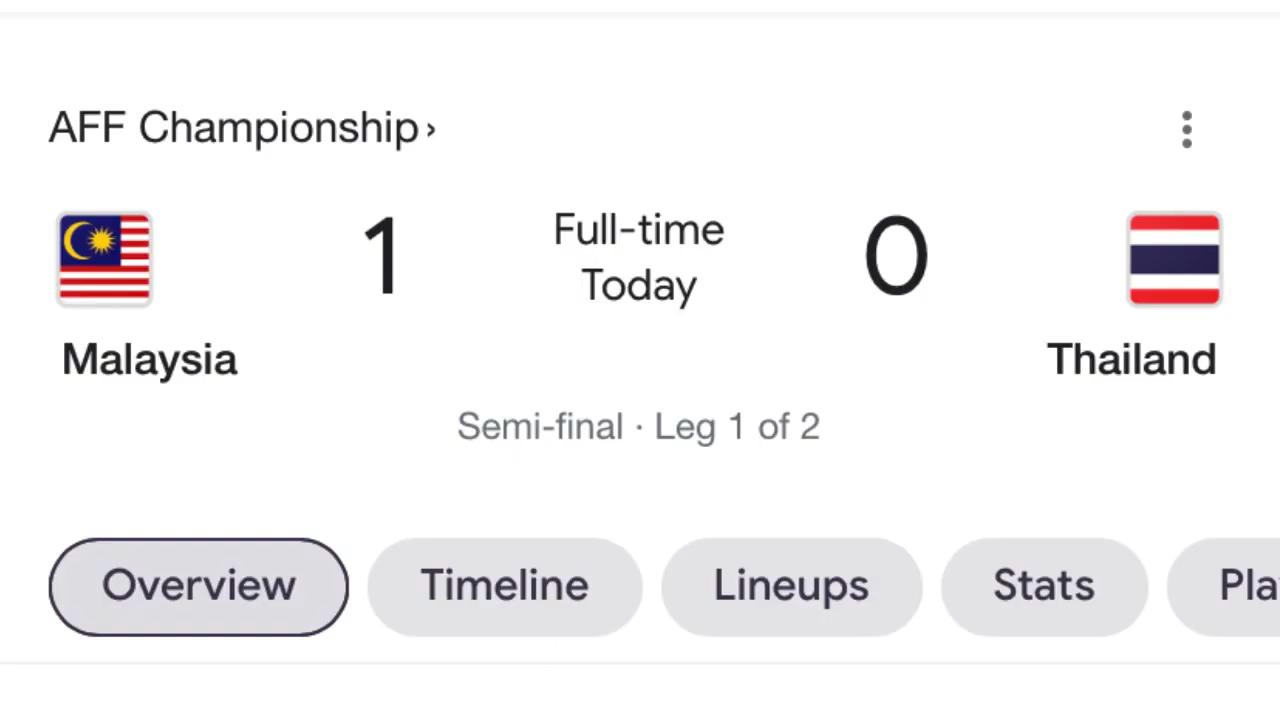 AFF Championship ›
1 Full-time 0
Today
Malaysia Thailand
Semi-final · Leg 1 of 2
Overview Timeline Lineups Stats